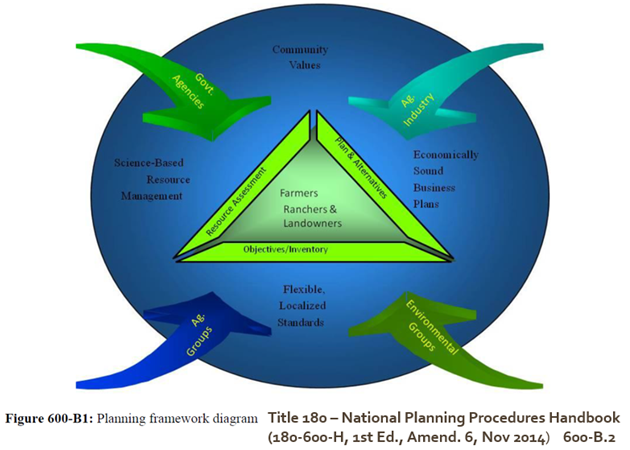 Community
Values
Govt.
Agencies
Ag.
Industry
Science-Based
Resource
Management
Economically
Sound
Business
Plans
Resource Assessment
Plan & Alternatives
Farmers
Ranchers &
Landowners
Objectives/Inventory
Flexible,
Localized
Standards
Ag.
Groups
Environmental
Groups
Figure 600-B1: Planning framework diagram
Title 180 – National Planning Procedures Handbook
(180-600-H, 1st Ed., Amend. 6, Nov 2014) 600-B.2